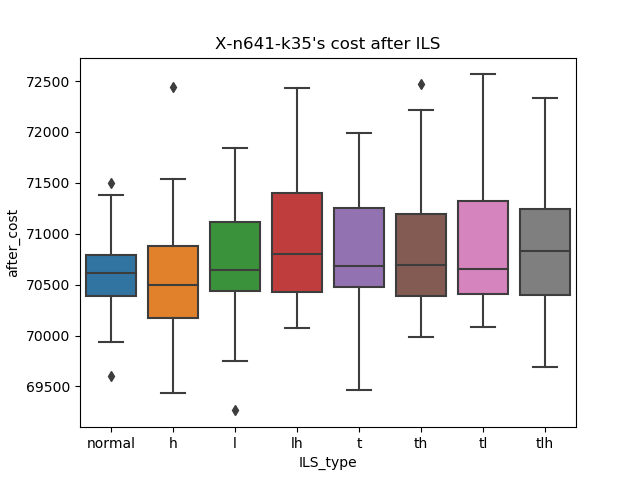 X-n641-k35's cost after ILS
72500
72000
71500
71000
70500
70000
69500
after_cost
normal h l lh t th tl tlh
ILS_type